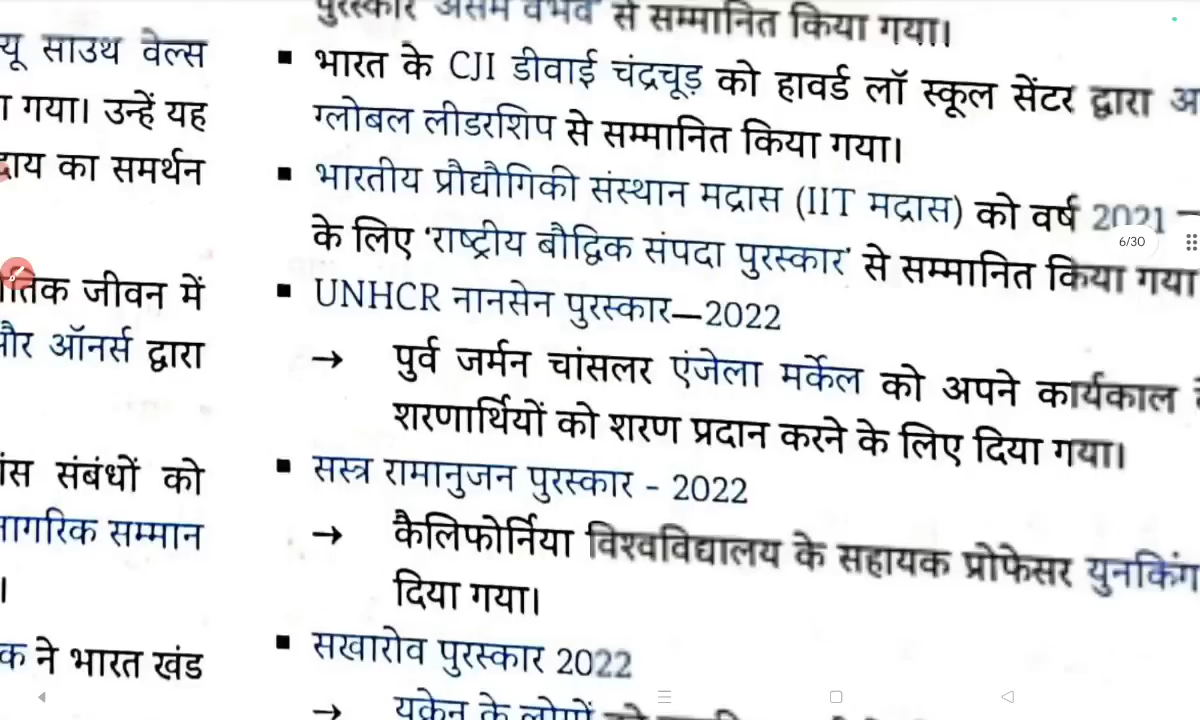 यू साउथ वेल्स
गया। उन्हें यह
का समर्थन
जीवन में
और ऑनर्स द्वारा
संबंधों को
नागरिक सम्मान
।
ने भारत खंड
पुरस्कार 'असम वैभव' से सम्मानित किया गया।
▪ भारत के CJI डीवाई चंद्रचूड़ को हावर्ड लॉ स्कूल सेंटर द्वारा
ग्लोबल लीडरशिप से सम्मानित किया गया।
▪ भारतीय प्रौद्यौगिकी संस्थान मद्रास (IIT मद्रास) को वर्ष 2021 –
के लिए 'राष्ट्रीय बौद्विक संपदा पुरस्कार' से सम्मानित किया गया
▪ UNHCR नानसेन पुरस्कार—2022
→ पुर्व जर्मन चांसलर एंजेला मर्केल को अपने कार्यकाल
शरणार्थियों को शरण प्रदान करने के लिए दिया गया।
▪ सस्त्र रामानुजन पुरस्कार - 2022
→ कैलिफोर्निया विश्वविद्यालय के सहायक प्रोफेसर युनकिंग
दिया गया।
▪ सखारोव पुरस्कार 2022
→ यूक्रेन के लोगों को
6/30